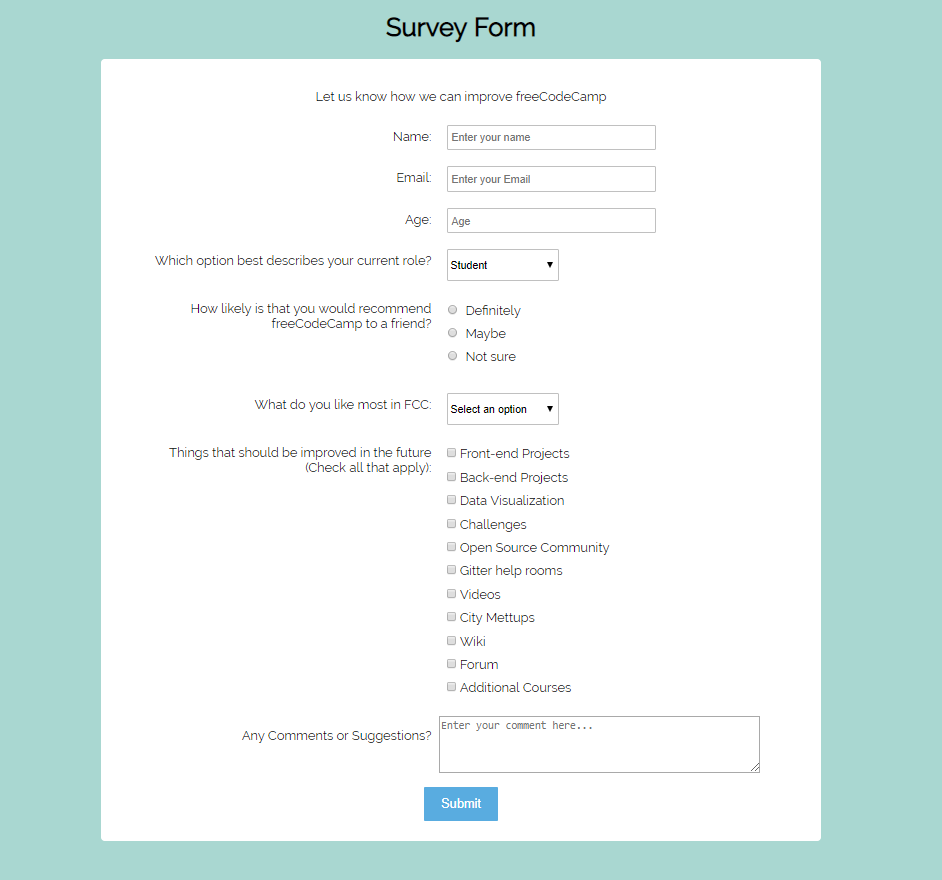 Survey Form
Let us know how we can improve freeCodeCamp
Name: Enter your name
Email: Enter your Email
Age: Age
Which option best describes your current role? Student
How likely is that you would recommend
freeCodeCamp to a friend?
Definitely
Maybe
Not sure
What do you like most in FCC: Select an option
Things that should be improved in the future
(Check all that apply):
Front-end Projects
Back-end Projects
Data Visualization
Challenges
Open Source Community
Gitter help rooms
Videos
City Mettups
Wiki
Forum
Additional Courses
Any Comments or Suggestions? Enter your comment here...
Submit